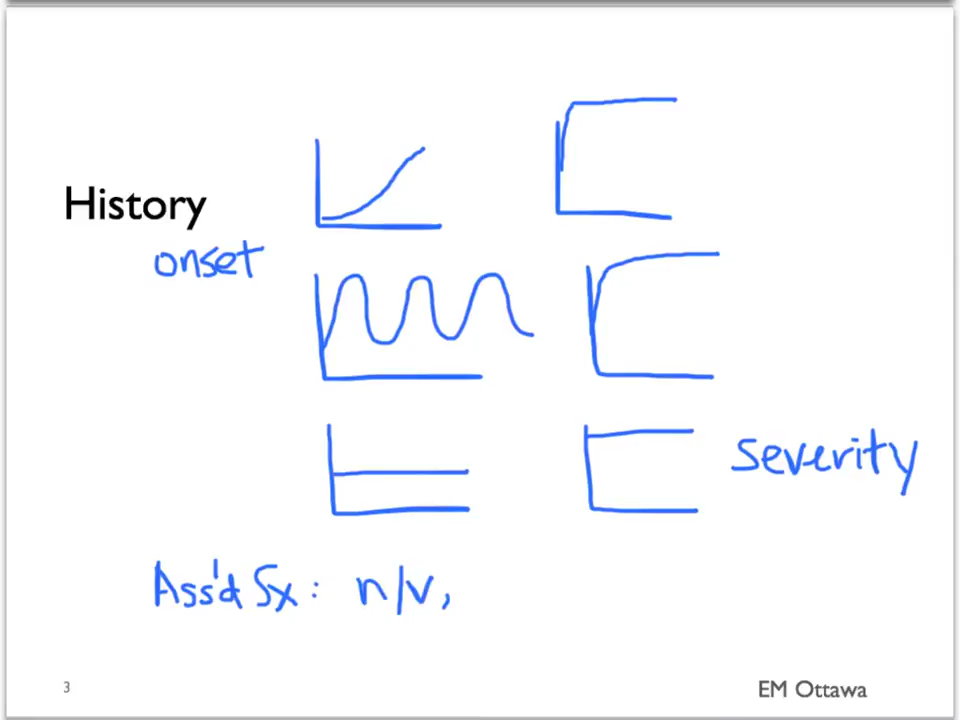 History
onset
severity
Ass'd Sx: n/v,
3
EM Ottawa